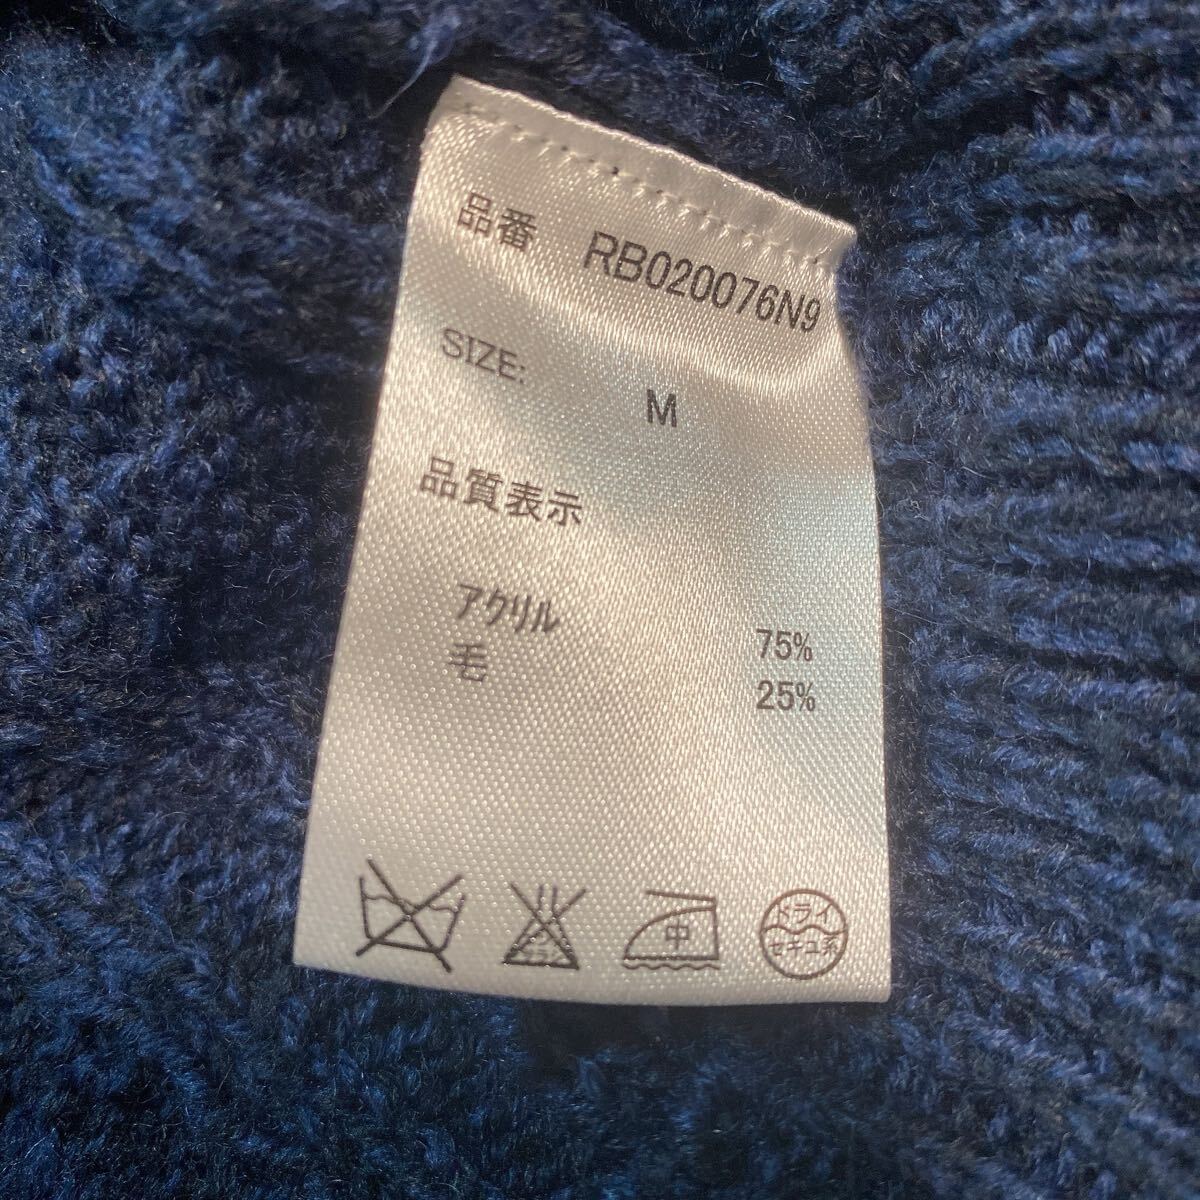 品番 RB020076N9
SIZE: M
品質表示
アクリル 75%
毛 25%
中
ドライ
セキユ系